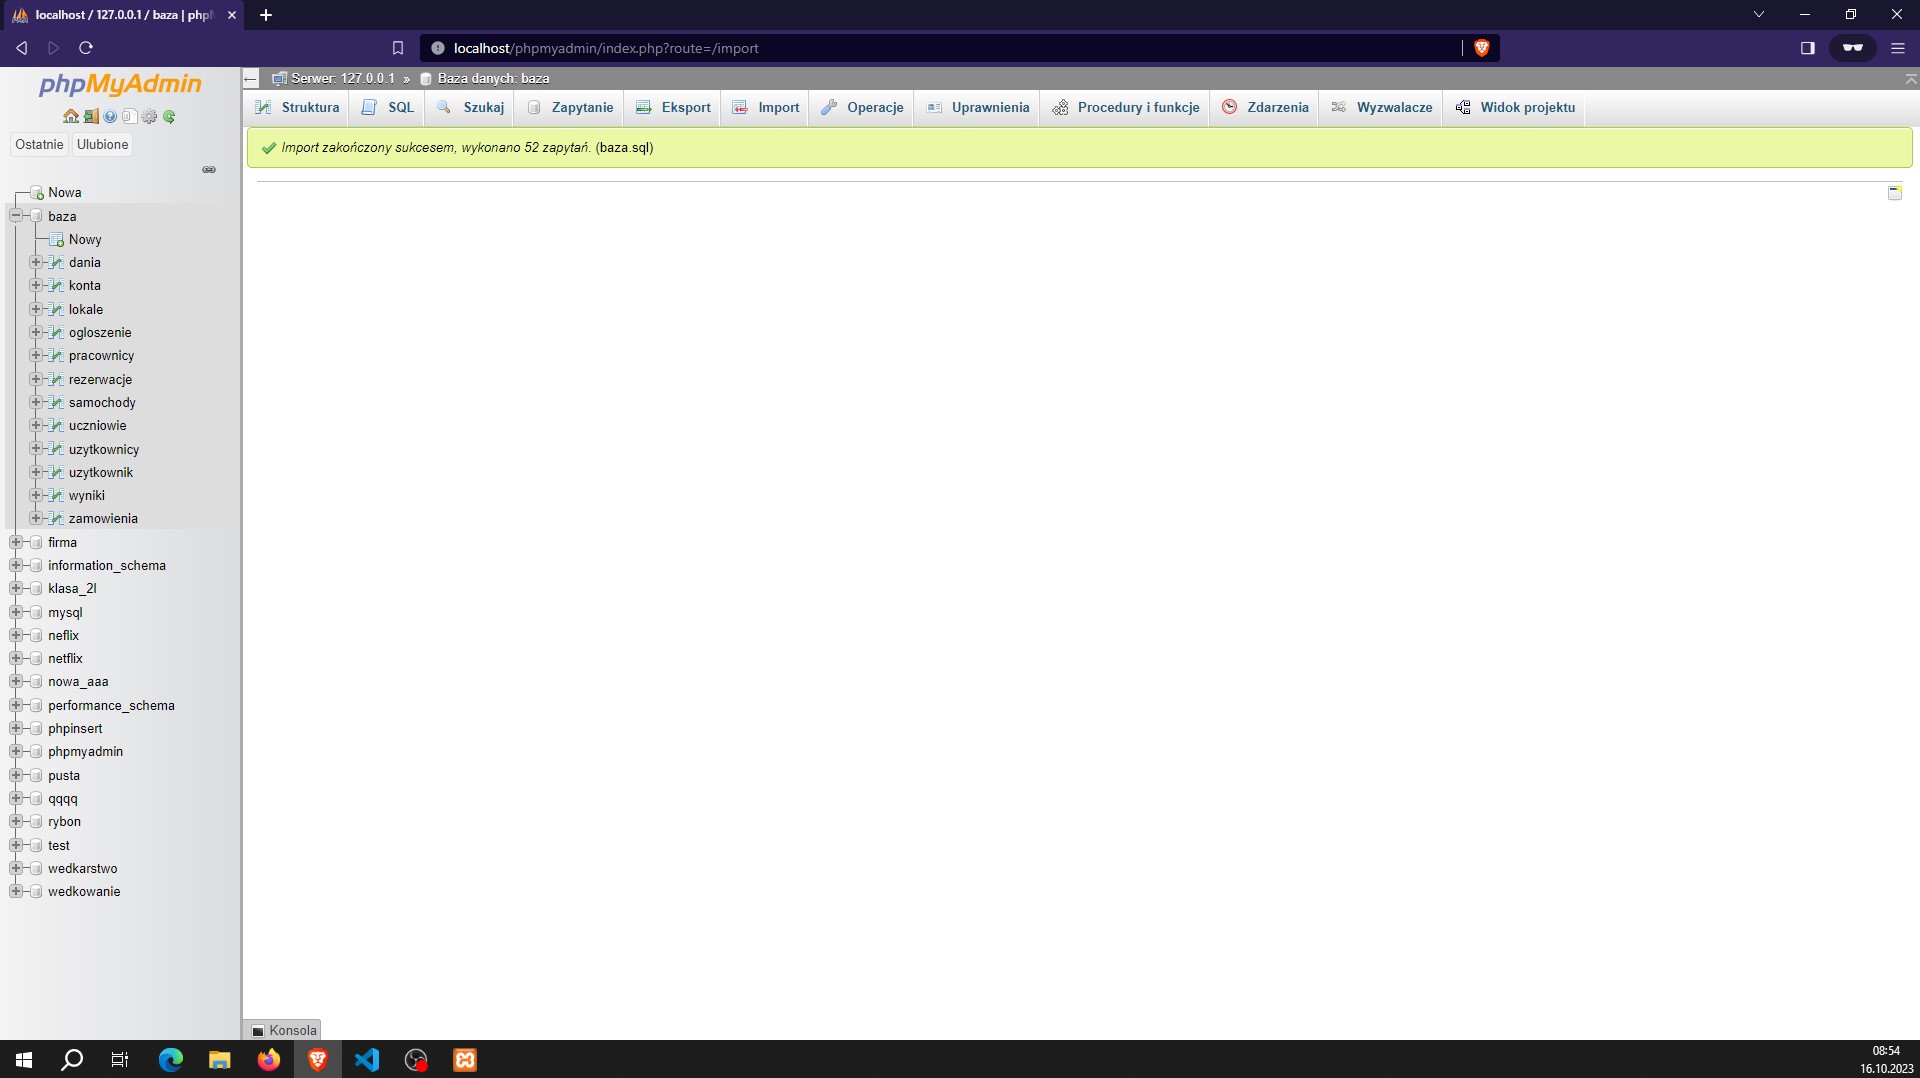 localhost / 127.0.0.1 / baza | phpM
localhost/phpmyadmin/index.php?route=/import
phpMyAdmin
Ostatnie Ulubione
Serwer: 127.0.0.1 » Baza danych: baza
Struktura SQL Szukaj Zapytanie Eksport Import Operacje Uprawnienia Procedury i funkcje Zdarzenia Wyzwalacze Widok projektu
Import zakończony sukcesem, wykonano 52 zapytań. (baza.sql)
Nowa
baza
Nowy
dania
konta
lokale
ogloszenie
pracownicy
rezerwacje
samochody
uczniowie
uzytkownicy
uzytkownik
wyniki
zamowienia
firma
information_schema
klasa_2l
mysql
neflix
netflix
nowa_aaa
performance_schema
phpinsert
phpmyadmin
pusta
qqqq
rybon
test
wedkarstwo
wedkowanie
Konsola
08:54
16.10.2023